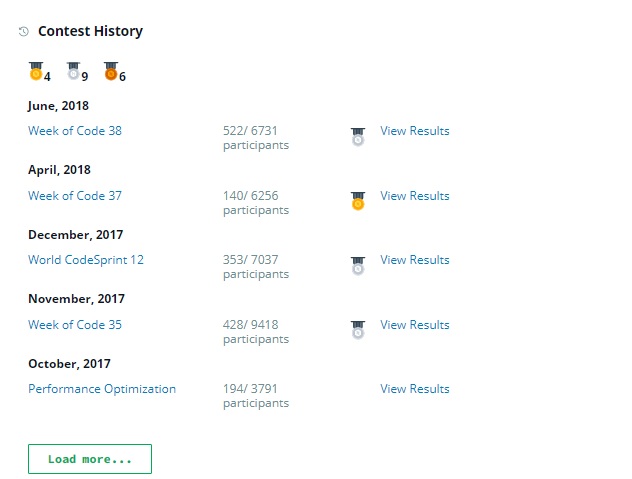 Contest History
4 9 6
June, 2018
Week of Code 38 522/ 6731 View Results
participants
April, 2018
Week of Code 37 140/ 6256 View Results
participants
December, 2017
World CodeSprint 12 353/ 7037 View Results
participants
November, 2017
Week of Code 35 428/ 9418 View Results
participants
October, 2017
Performance Optimization 194/ 3791 View Results
participants
Load more...